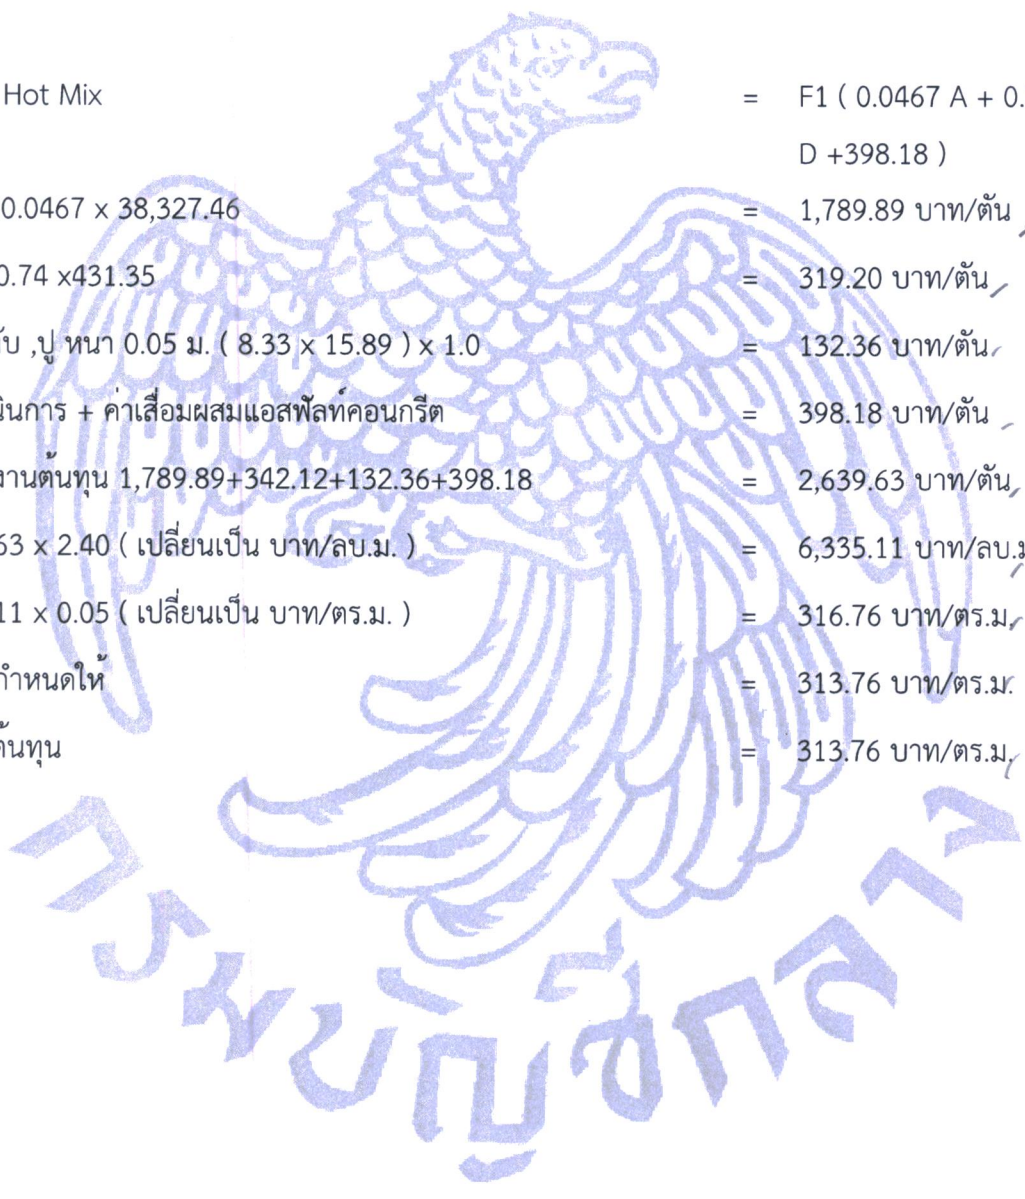 Hot Mix = F1 ( 0.0467 A + 0.
D +398.18 )
0.0467 x 38,327.46 = 1,789.89 บาท/ตัน
0.74 x431.35 = 319.20 บาท/ตัน
,ปู หนา 0.05 ม. ( 8.33 x 15.89 ) x 1.0 = 132.36 บาท/ตัน
+ ค่าเสื่อมผสมแอสฟัลท์คอนกรีต = 398.18 บาท/ตัน
งานต้นทุน 1,789.89+342.12+132.36+398.18 = 2,639.63 บาท/ตัน
63 x 2.40 ( เปลี่ยนเป็น บาท/ลบ.ม. ) = 6,335.11 บาท/ลบ.ม
11 x 0.05 ( เปลี่ยนเป็น บาท/ตร.ม. ) = 316.76 บาท/ตร.ม.
กำหนดให้ = 313.76 บาท/ตร.ม.
ต้นทุน = 313.76 บาท/ตร.ม.
กรมบัญชีกลาง